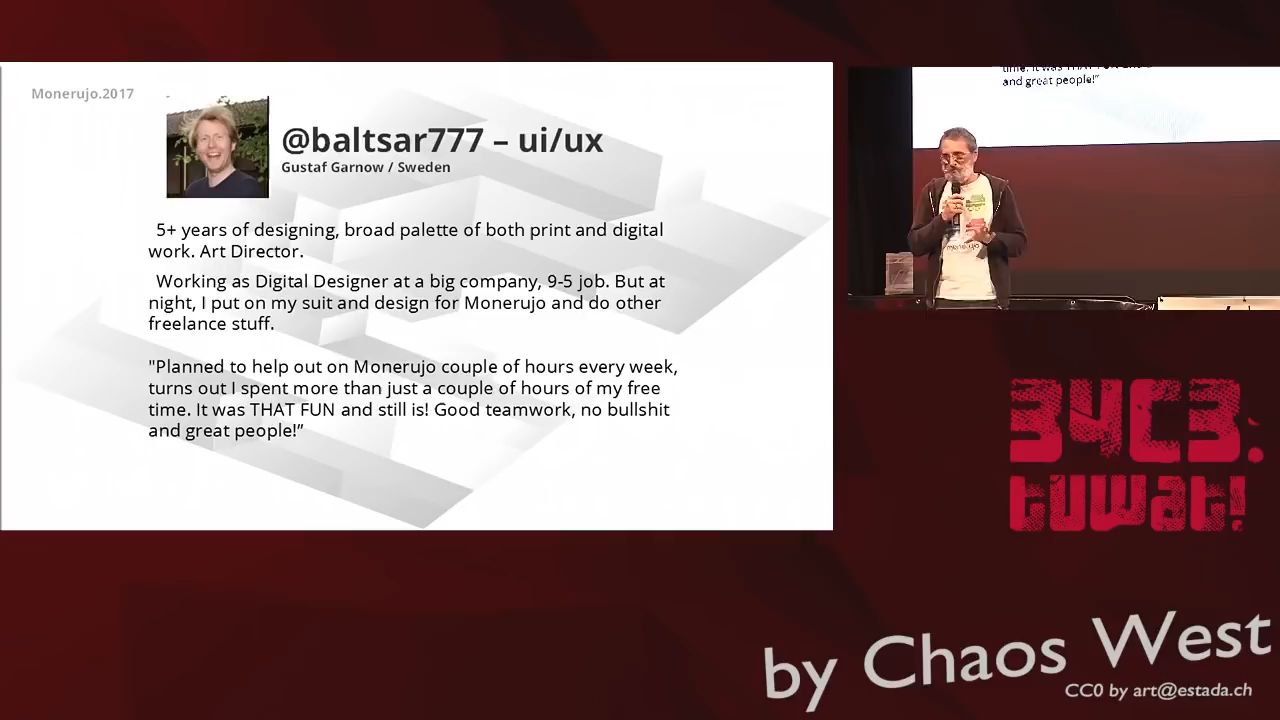 Monerujo.2017
@baltsar777 – ui/ux
Gustaf Garnow / Sweden
5+ years of designing, broad palette of both print and digital
work. Art Director.
Working as Digital Designer at a big company, 9-5 job. But at
night, I put on my suit and design for Monerujo and do other
freelance stuff.
"Planned to help out on Monerujo couple of hours every week,
turns out I spent more than just a couple of hours of my free
time. It was THAT FUN and still is! Good teamwork, no bullshit
and great people!”
time. It was THAT FUN
and great people!”
34C3:
tuwat!
by Chaos West
CC0 by art@estada.ch